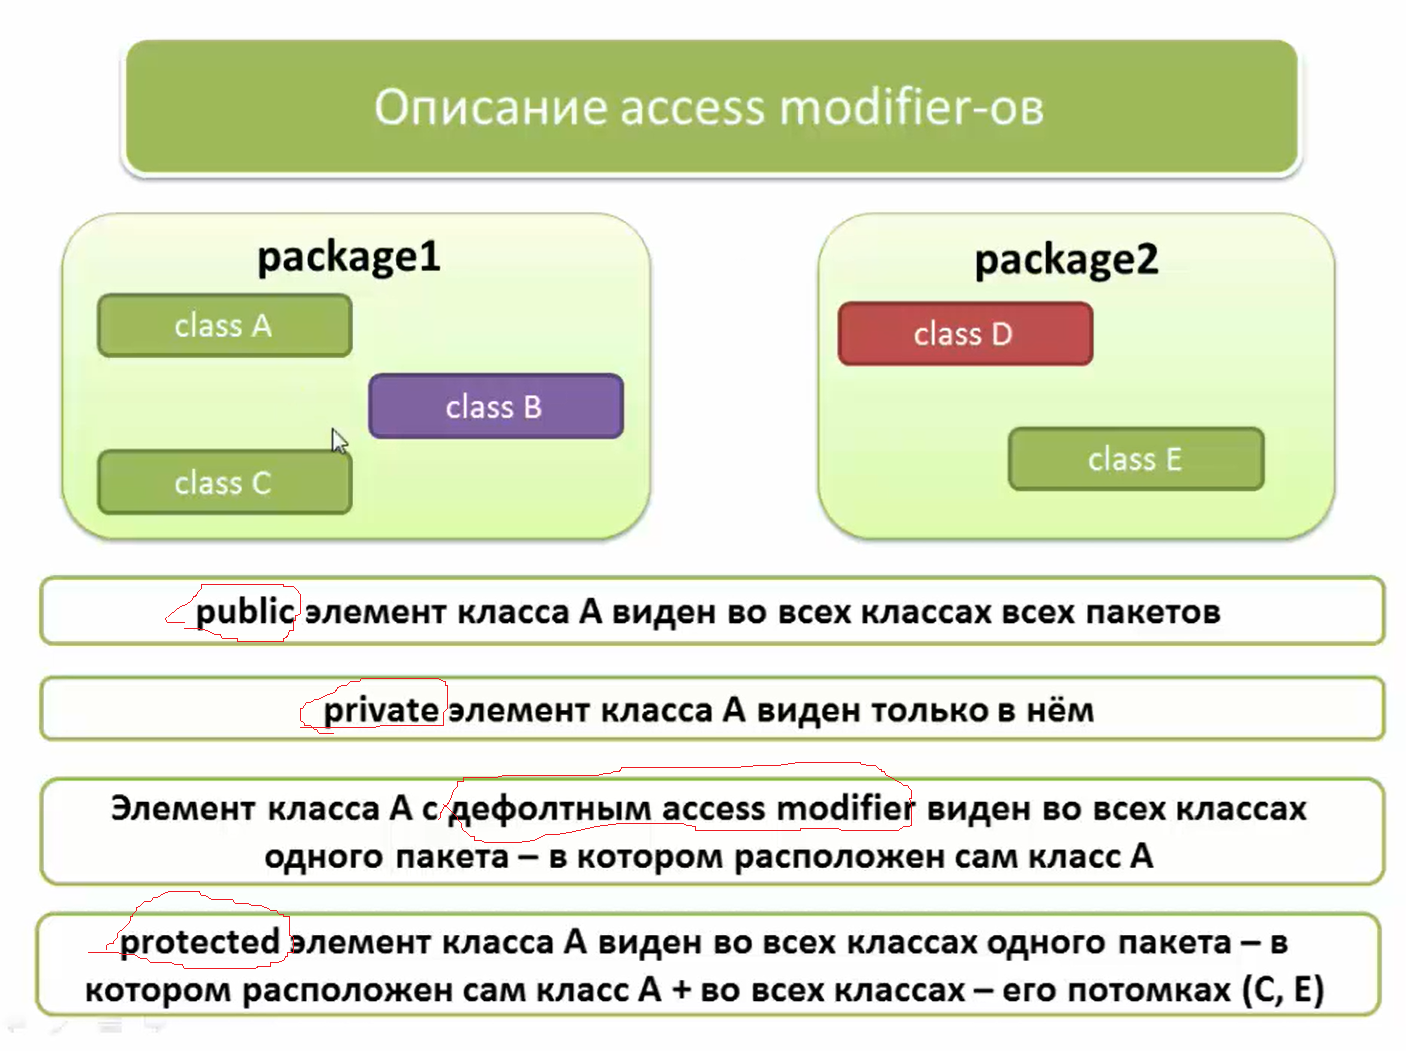 Описание access modifier-ов
package1
class A
class B
class C
package2
class D
class E
public элемент класса A виден во всех классах всех пакетов
private элемент класса A виден только в нём
Элемент класса A с дефолтным access modifier виден во всех классах
одного пакета – в котором расположен сам класс A
protected элемент класса A виден во всех классах одного пакета – в
котором расположен сам класс A + во всех классах – его потомках (C, E)